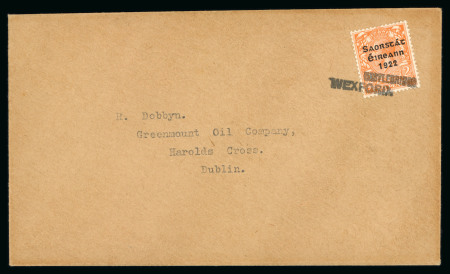 Saorstát
Éireann
1922
WEXFORD.
R. Dobbyn.
Greenmount Oil Company,
Harolds Cross.
Dublin.